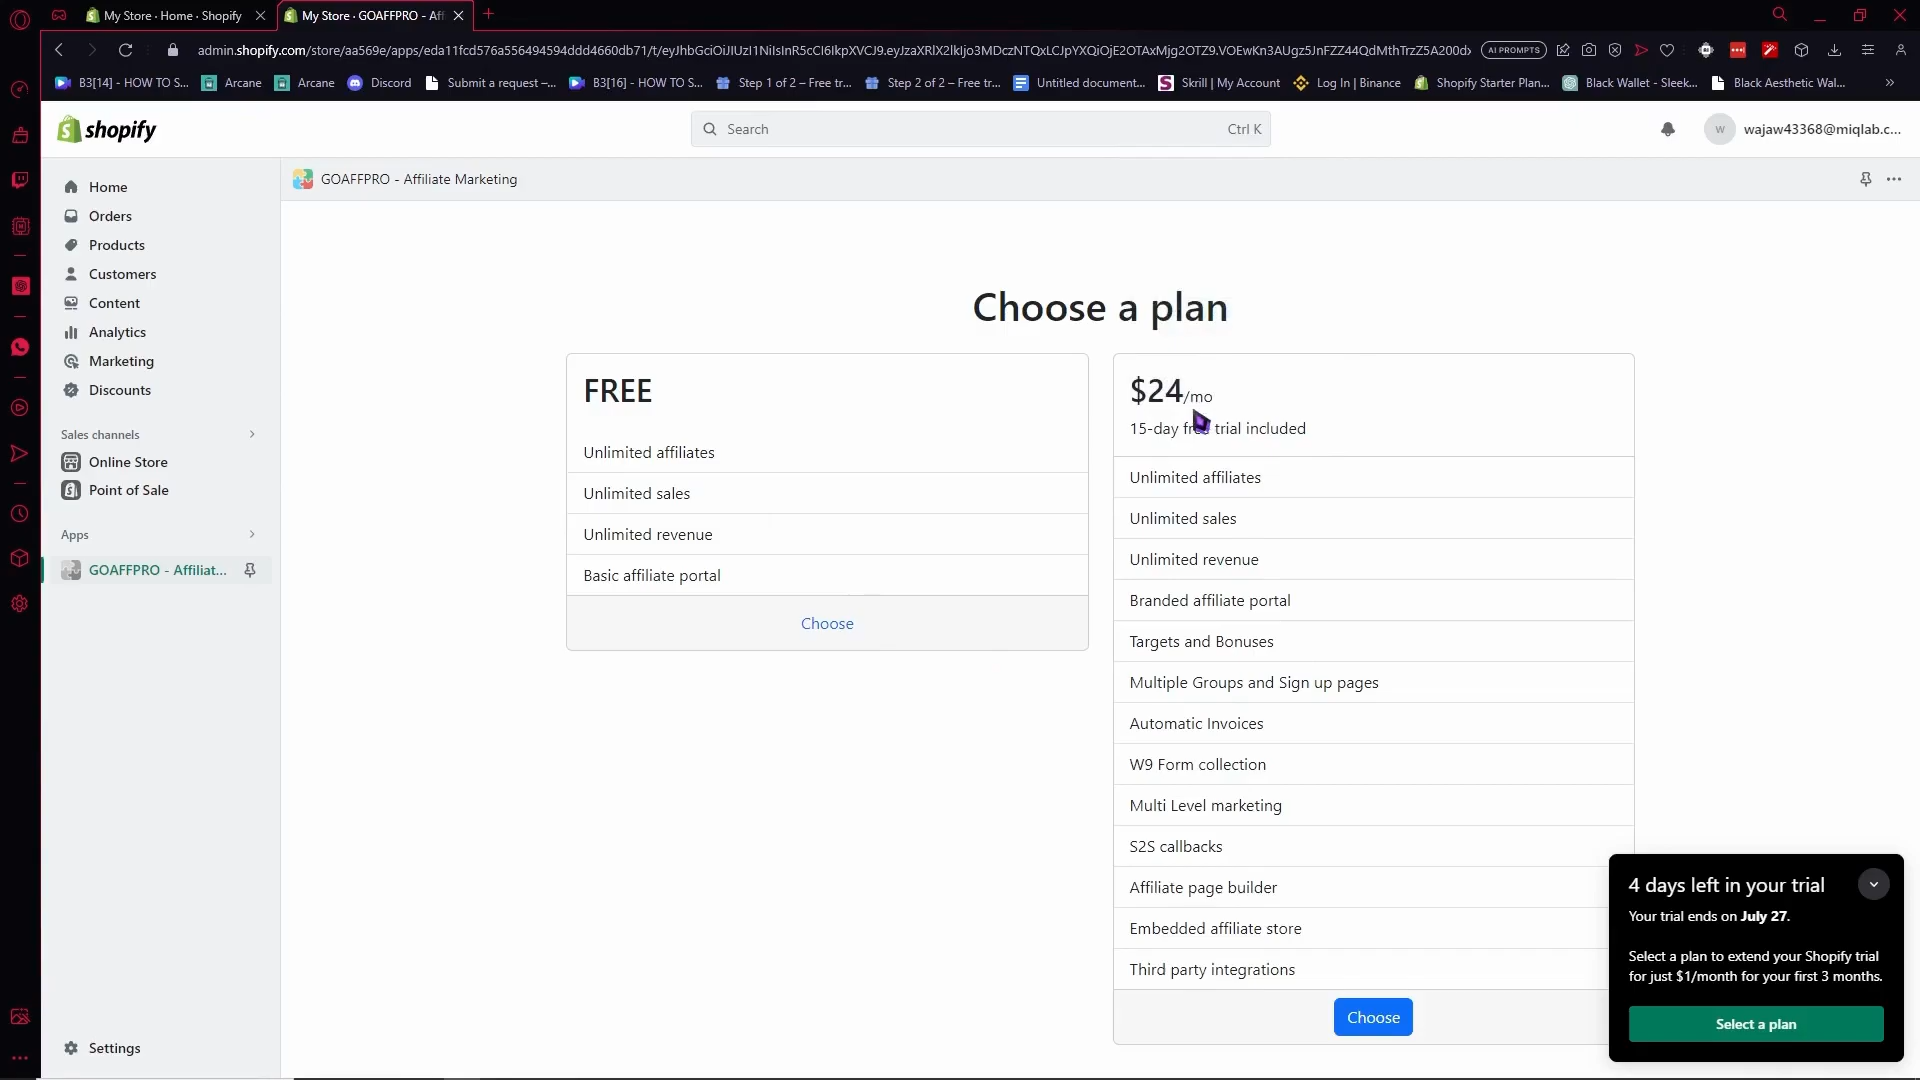 My Store · Home · Shopify
My Store · GOAFFPRO - Aff
admin.shopify.com/store/aa569e/apps/eda11fcd576a556494594ddd4660db71/t/eyJhbGciOiJIUzI1NiIsInR5cCI6IkpXVCJ9.eyJzaXRlX2lkIjo3MDczNTQxLCJpYXQiOjE2OTAxMjg2OTZ9.VOEwKn3AUgz5JnFZZ44QdMthTrzZ5A200dx
AI PROMPTS
B3[14] - HOW TO S...
Arcane
Arcane
Discord
Submit a request –...
B3[16] - HOW TO S...
Step 1 of 2 – Free tr...
Step 2 of 2 – Free tr...
Untitled document...
Skrill | My Account
Log In | Binance
Shopify Starter Plan...
Black Wallet - Sleek...
Black Aesthetic Wal...
shopify
Search
Ctrl K
W
wajaw43368@miqlab.c...
Home
Orders
Products
Customers
Content
Analytics
Marketing
Discounts
Sales channels
Online Store
Point of Sale
Apps
GOAFFPRO - Affiliat...
Settings
GOAFFPRO - Affiliate Marketing
Choose a plan
FREE
Unlimited affiliates
Unlimited sales
Unlimited revenue
Basic affiliate portal
Choose
$24/mo
15-day free trial included
Unlimited affiliates
Unlimited sales
Unlimited revenue
Branded affiliate portal
Targets and Bonuses
Multiple Groups and Sign up pages
Automatic Invoices
W9 Form collection
Multi Level marketing
S2S callbacks
Affiliate page builder
Embedded affiliate store
Third party integrations
Choose
4 days left in your trial
Your trial ends on July 27.
Select a plan to extend your Shopify trial
for just $1/month for your first 3 months.
Select a plan